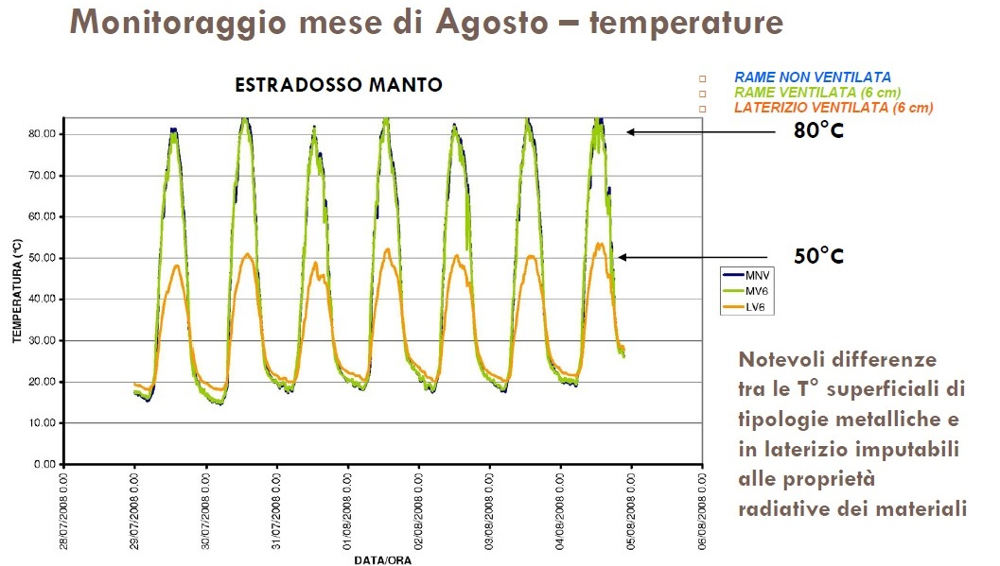 Monitoraggio mese di Agosto – temperature
ESTRADOSSO MANTO
RAME NON VENTILATA
RAME VENTILATA (6 cm)
LATERIZIO VENTILATA (6 cm)
80°C
50°C
MNV
MV6
LV6
TEMPERATURA (°C)
80.00
70.00
60.00
50.00
40.00
30.00
20.00
10.00
0.00
28/07/2008 0.00
29/07/2008 0.00
30/07/2008 0.00
31/07/2008 0.00
01/08/2008 0.00
02/08/2008 0.00
03/08/2008 0.00
04/08/2008 0.00
05/08/2008 0.00
06/08/2008 0.00
DATA/ORA
Notevoli differenze
tra le T° superficiali di
tipologie metalliche e
in laterizio imputabili
alle proprietà
radiative dei materiali